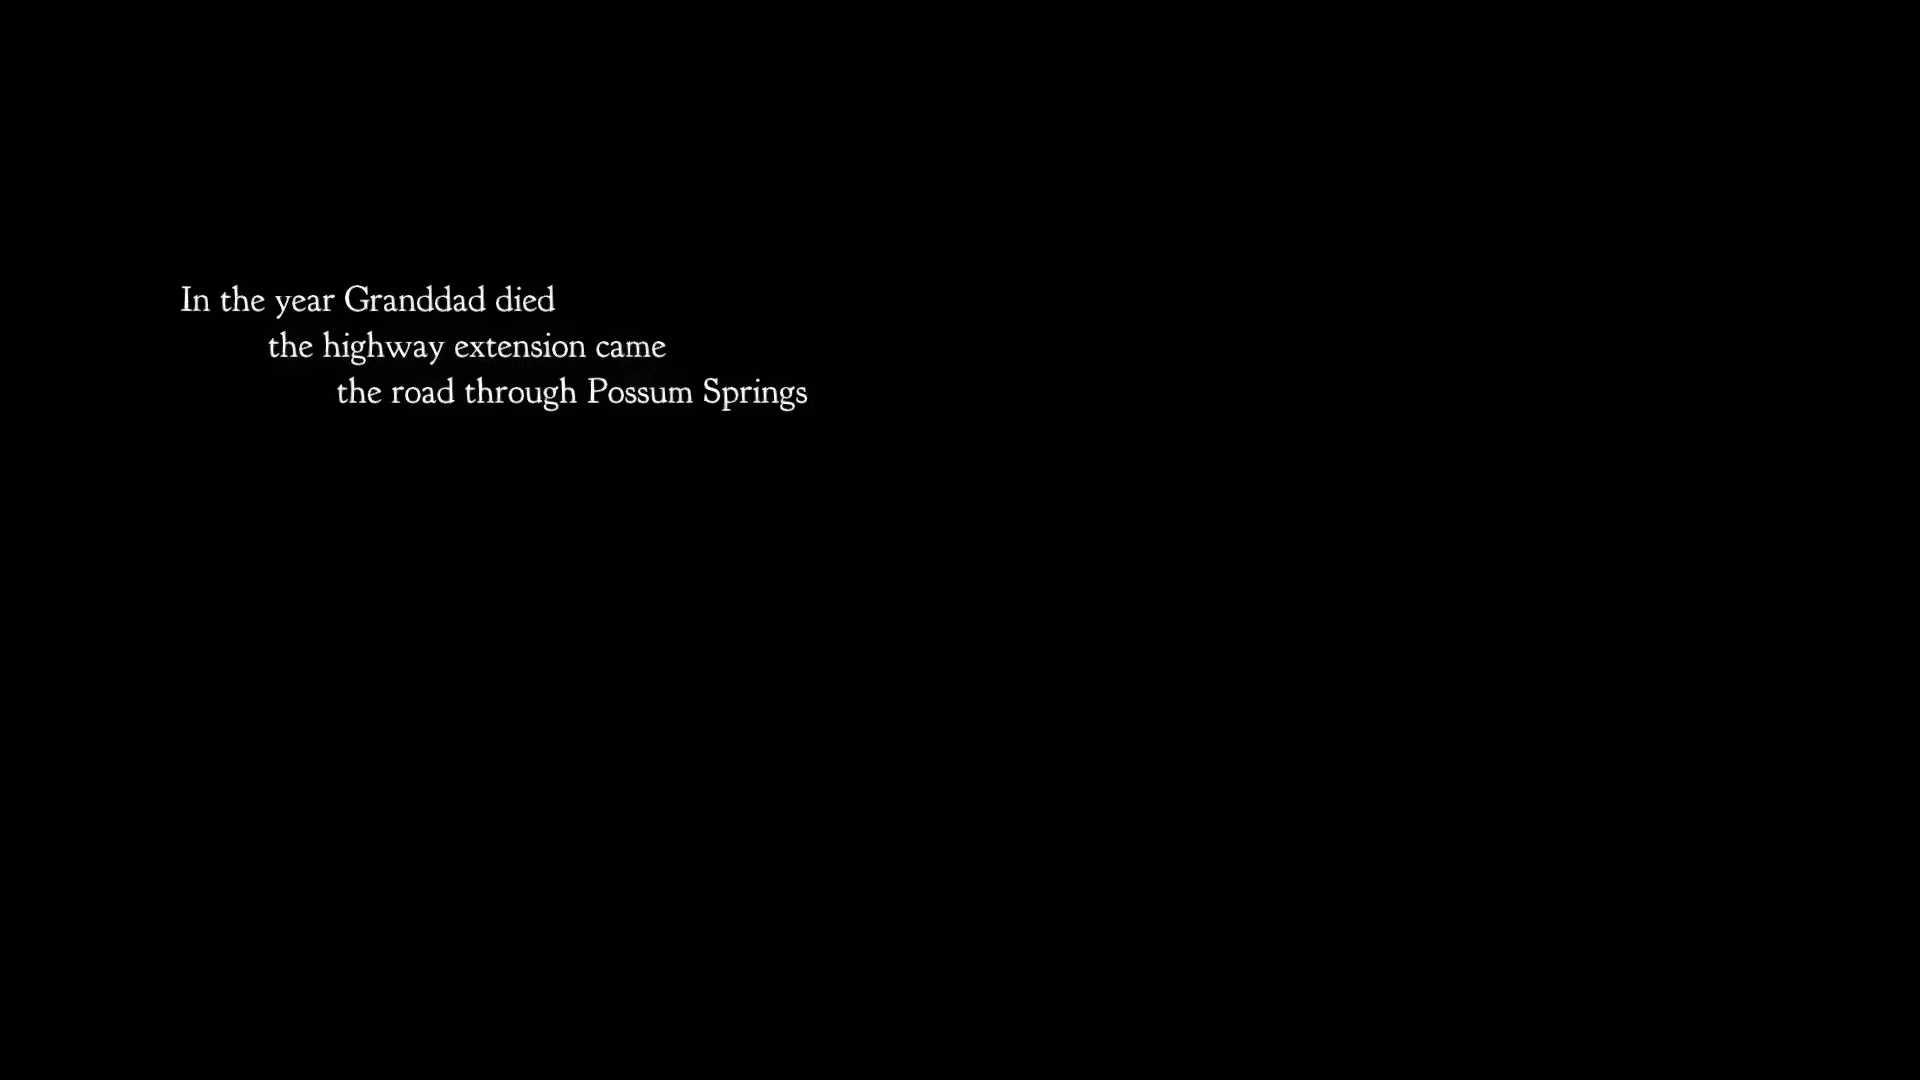 In the year Granddad died
the highway extension came
the road through Possum Springs